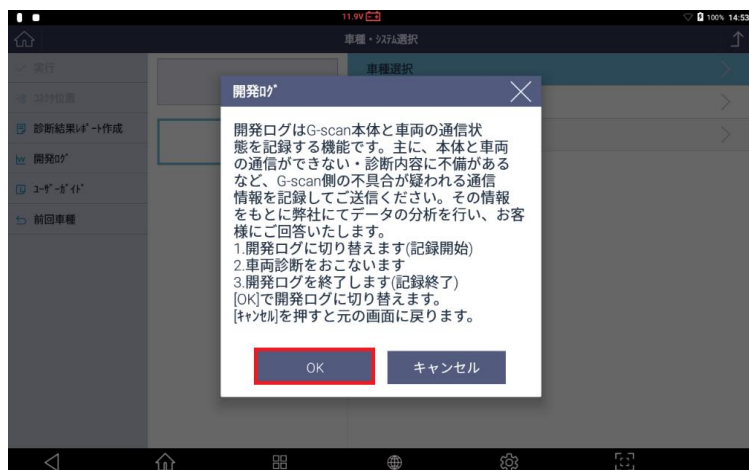 11.9V
100% 14:53
車種・ｼｽﾃﾑ選択
実行
ｺﾈｸﾀ位置
診断結果ﾚﾎﾟｰﾄ作成
開発ﾛｸﾞ
ﾕｰｻﾞｰｶﾞｲﾄﾞ
前回車種
車種選択
開発ﾛｸﾞ
開発ログはG-scan本体と車両の通信状
態を記録する機能です。主に、本体と車両
の通信ができない・診断内容に不備がある
など、G-scan側の不具合が疑われる通信
情報を記録してご送信ください。その情報
をもとに弊社にてデータの分析を行い、お客
様にご回答いたします。
1.開発ログに切り替えます(記録開始)
2.車両診断をおこないます
3.開発ログを終了します(記録終了)
[OK]で開発ログに切り替えます。
[ｷｬﾝｾﾙ]を押すと元の画面に戻ります。
OK
キャンセル